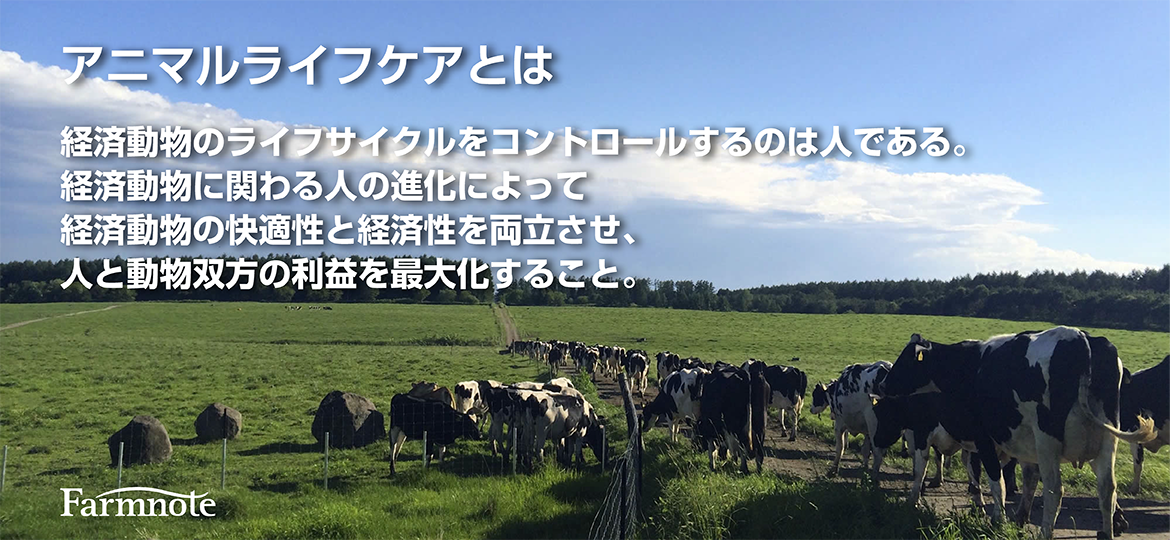 アニマルライフケアとは
経済動物のライフサイクルをコントロールするのは人である。
経済動物に関わる人の進化によって
経済動物の快適性と経済性を両立させ、
人と動物双方の利益を最大化すること。
Farmnote